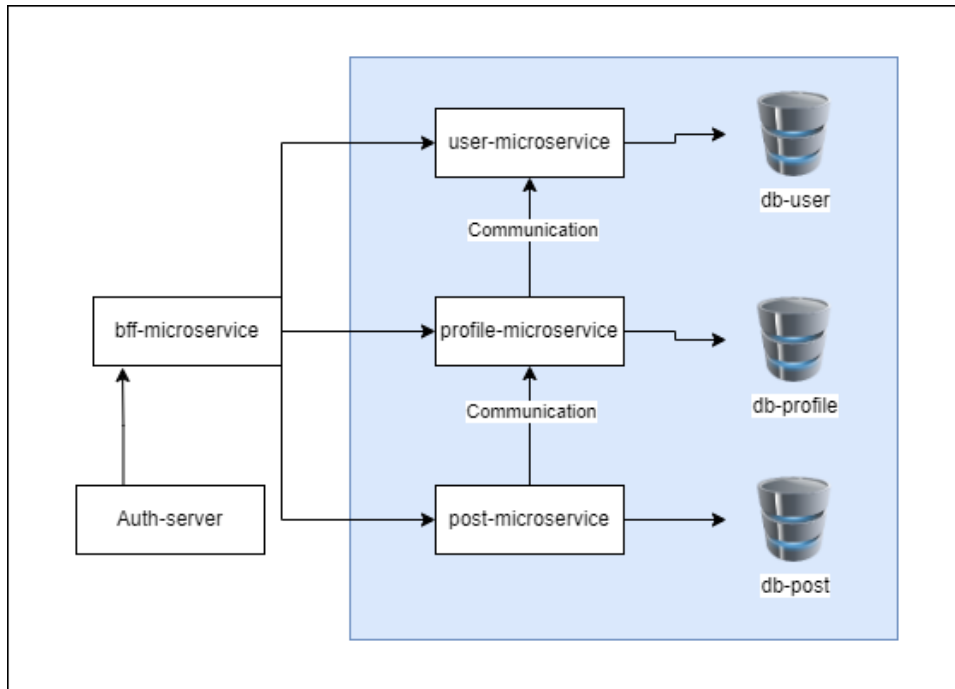 user-microservice
db-user
Communication
bff-microservice
profile-microservice
db-profile
Communication
Auth-server
post-microservice
db-post